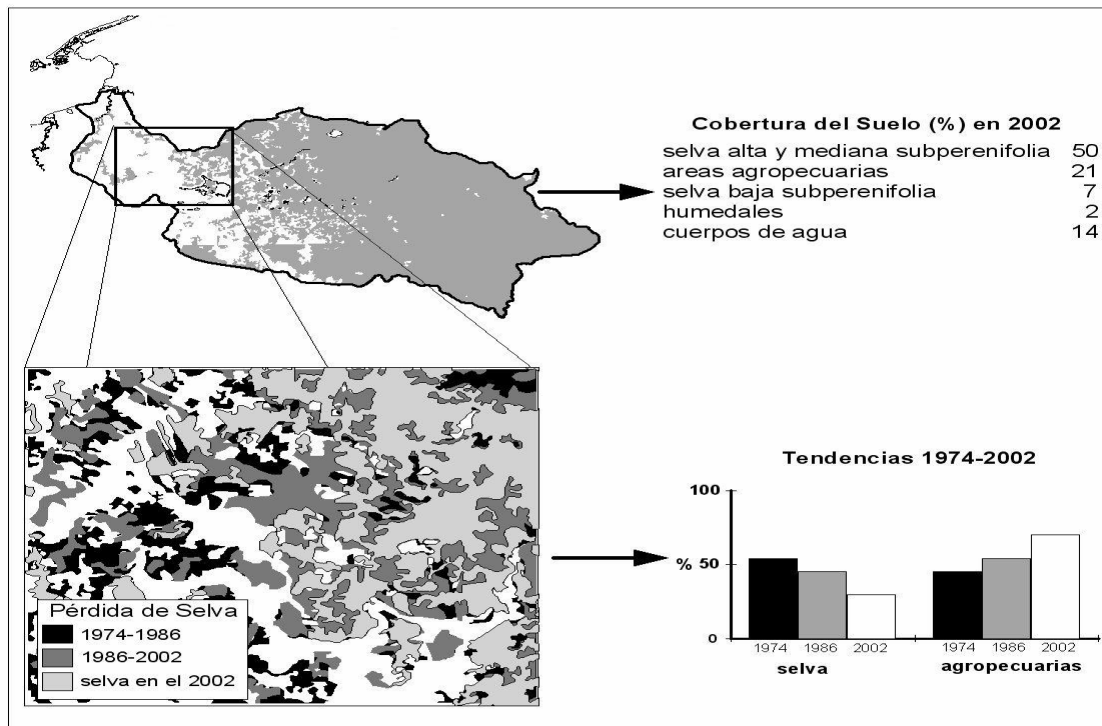 Cobertura del Suelo (%) en 2002
selva alta y mediana subperenifolia 50
areas agropecuarias 21
selva baja subperenifolia 7
humedales 2
cuerpos de agua 14
Pérdida de Selva
1974-1986
1986-2002
selva en el 2002
Tendencias 1974-2002
100
% 50
0
1974 1986 2002 1974 1986 2002
selva agropecuarias